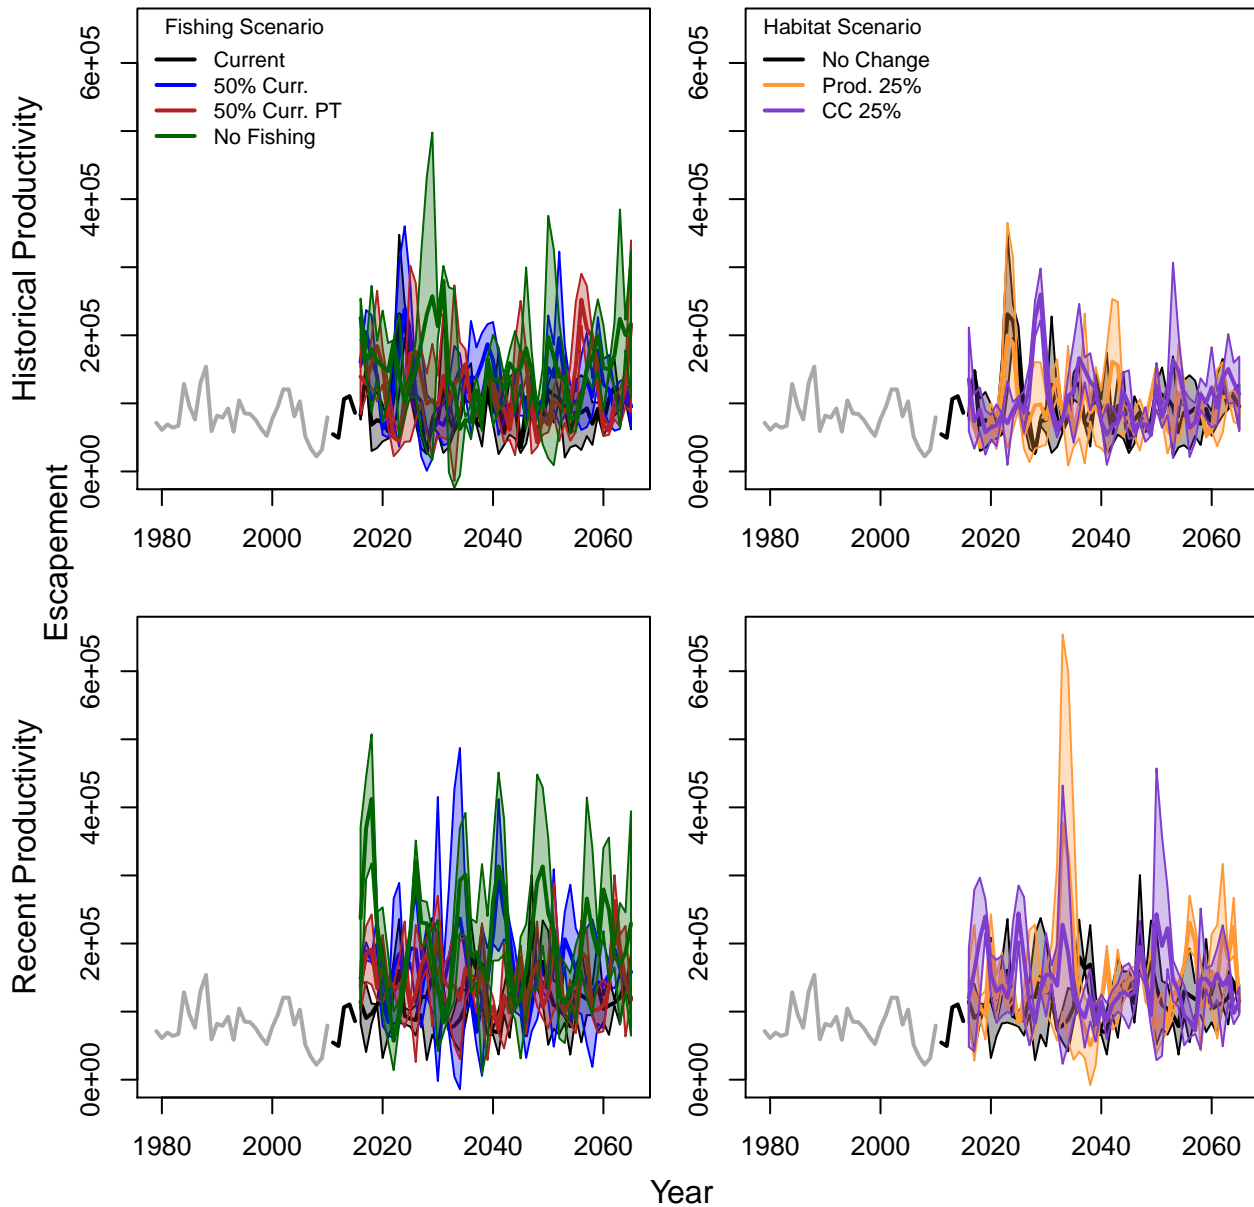 Fishing Scenario
Current
50% Curr.
50% Curr. PT
No Fishing
Habitat Scenario
No Change
Prod. 25%
CC 25%
Historical Productivity
0e+00
2e+05
4e+05
6e+05
1980
2000
2020
2040
2060
0e+00
2e+05
4e+05
6e+05
1980
2000
2020
2040
2060
Escapement
Recent Productivity
0e+00
2e+05
4e+05
6e+05
1980
2000
2020
2040
2060
0e+00
2e+05
4e+05
6e+05
1980
2000
2020
2040
2060
Year